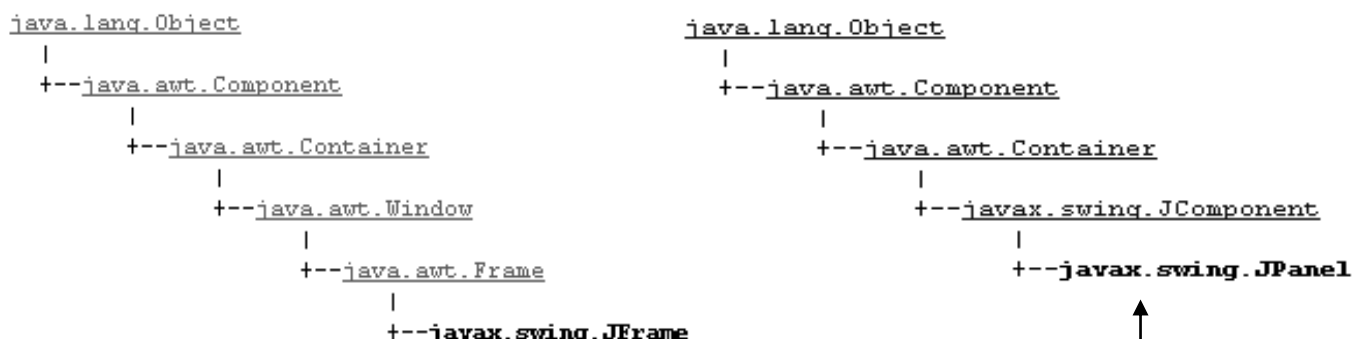 java.lang.Object
|
+--java.awt.Component
|
+--java.awt.Container
|
+--java.awt.Window
|
+--java.awt.Frame
|
+--javax.swing.JFrame
java.lang.Object
|
+--java.awt.Component
|
+--java.awt.Container
|
+--javax.swing.JComponent
|
+--javax.swing.JPanel